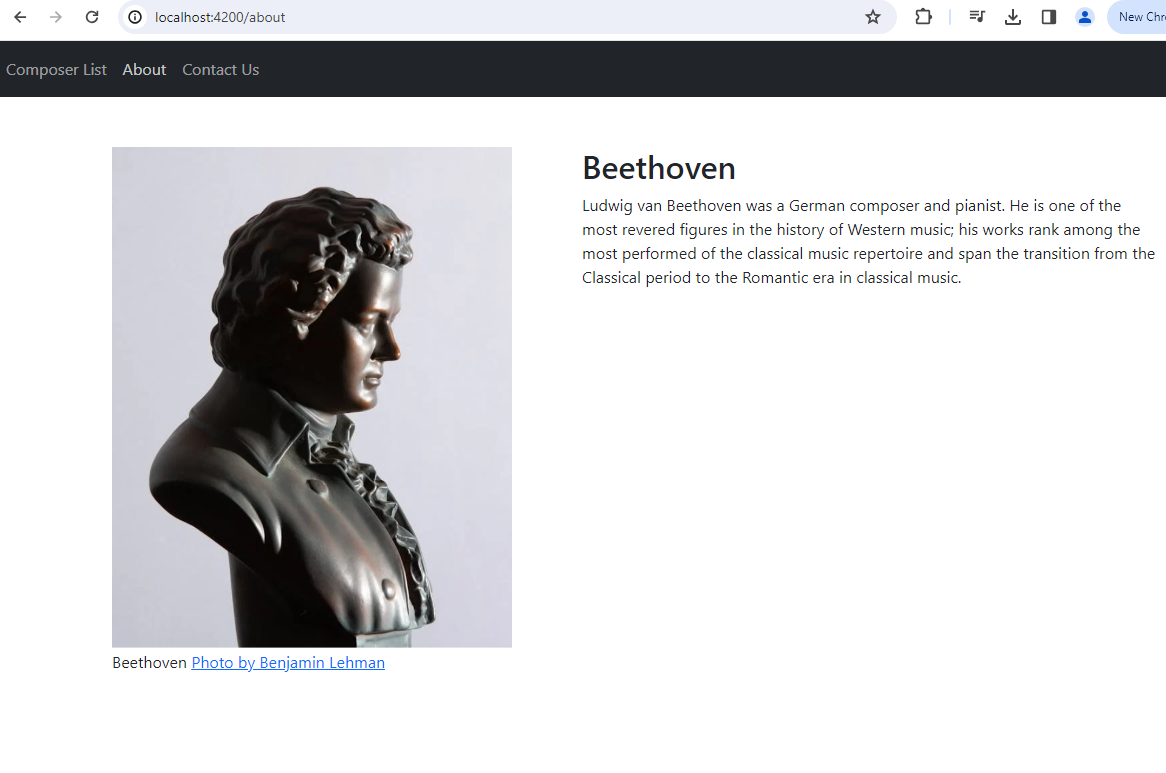 localhost:4200/about
New Chr
Composer List About Contact Us
Beethoven
Ludwig van Beethoven was a German composer and pianist. He is one of the
most revered figures in the history of Western music; his works rank among the
most performed of the classical music repertoire and span the transition from the
Classical period to the Romantic era in classical music.
Beethoven Photo by Benjamin Lehman